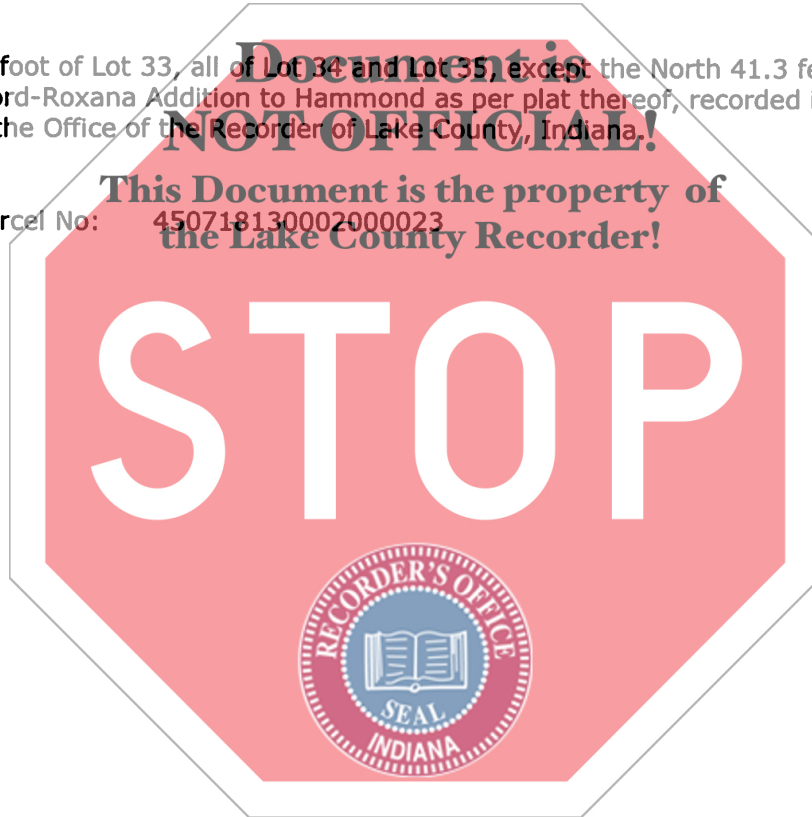 foot of Lot 33, all of Lot 34 and Lot 35, except the North 41.3 fe
rd-Roxana Addition to Hammond as per plat thereof, recorded i
he Office of the Recorder of Lake County, Indiana.
rcel No: 450718130002000023
Document is
NOT OFFICIAL!
This Document is the property of
the Lake County Recorder!
STOP
RECORDER'S OFFICE
SEAL
INDIANA